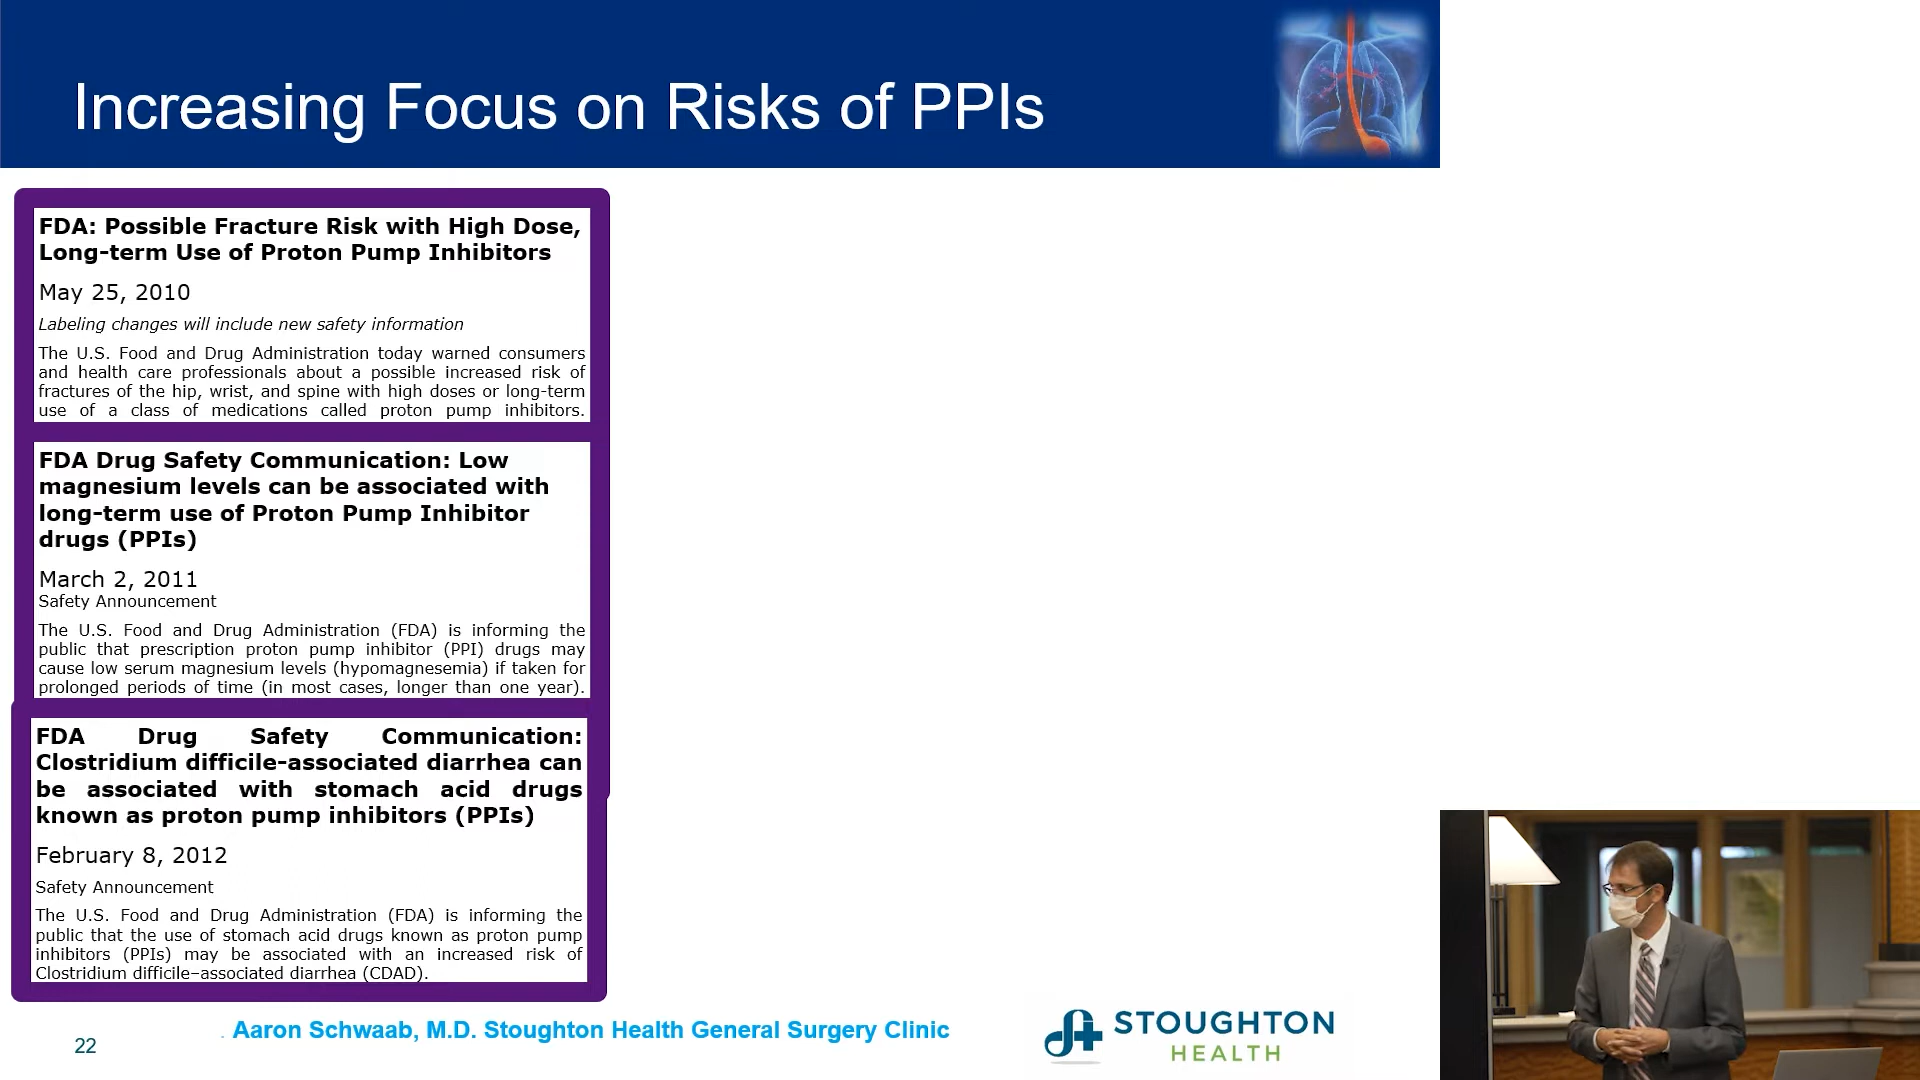 Increasing Focus on Risks of PPIs
FDA: Possible Fracture Risk with High Dose,
Long-term Use of Proton Pump Inhibitors
May 25, 2010
Labeling changes will include new safety information
The U.S. Food and Drug Administration today warned consumers
and health care professionals about a possible increased risk of
fractures of the hip, wrist, and spine with high doses or long-term
use of a class of medications called proton pump inhibitors.
FDA Drug Safety Communication: Low
magnesium levels can be associated with
long-term use of Proton Pump Inhibitor
drugs (PPIs)
March 2, 2011
Safety Announcement
The U.S. Food and Drug Administration (FDA) is informing the
public that prescription proton pump inhibitor (PPI) drugs may
cause low serum magnesium levels (hypomagnesemia) if taken for
prolonged periods of time (in most cases, longer than one year).
FDA Drug Safety Communication:
Clostridium difficile-associated diarrhea can
be associated with stomach acid drugs
known as proton pump inhibitors (PPIs)
February 8, 2012
Safety Announcement
The U.S. Food and Drug Administration (FDA) is informing the
public that the use of stomach acid drugs known as proton pump
inhibitors (PPIs) may be associated with an increased risk of
Clostridium difficile–associated diarrhea (CDAD).
22
. Aaron Schwaab, M.D. Stoughton Health General Surgery Clinic
STOUGHTON
HEALTH